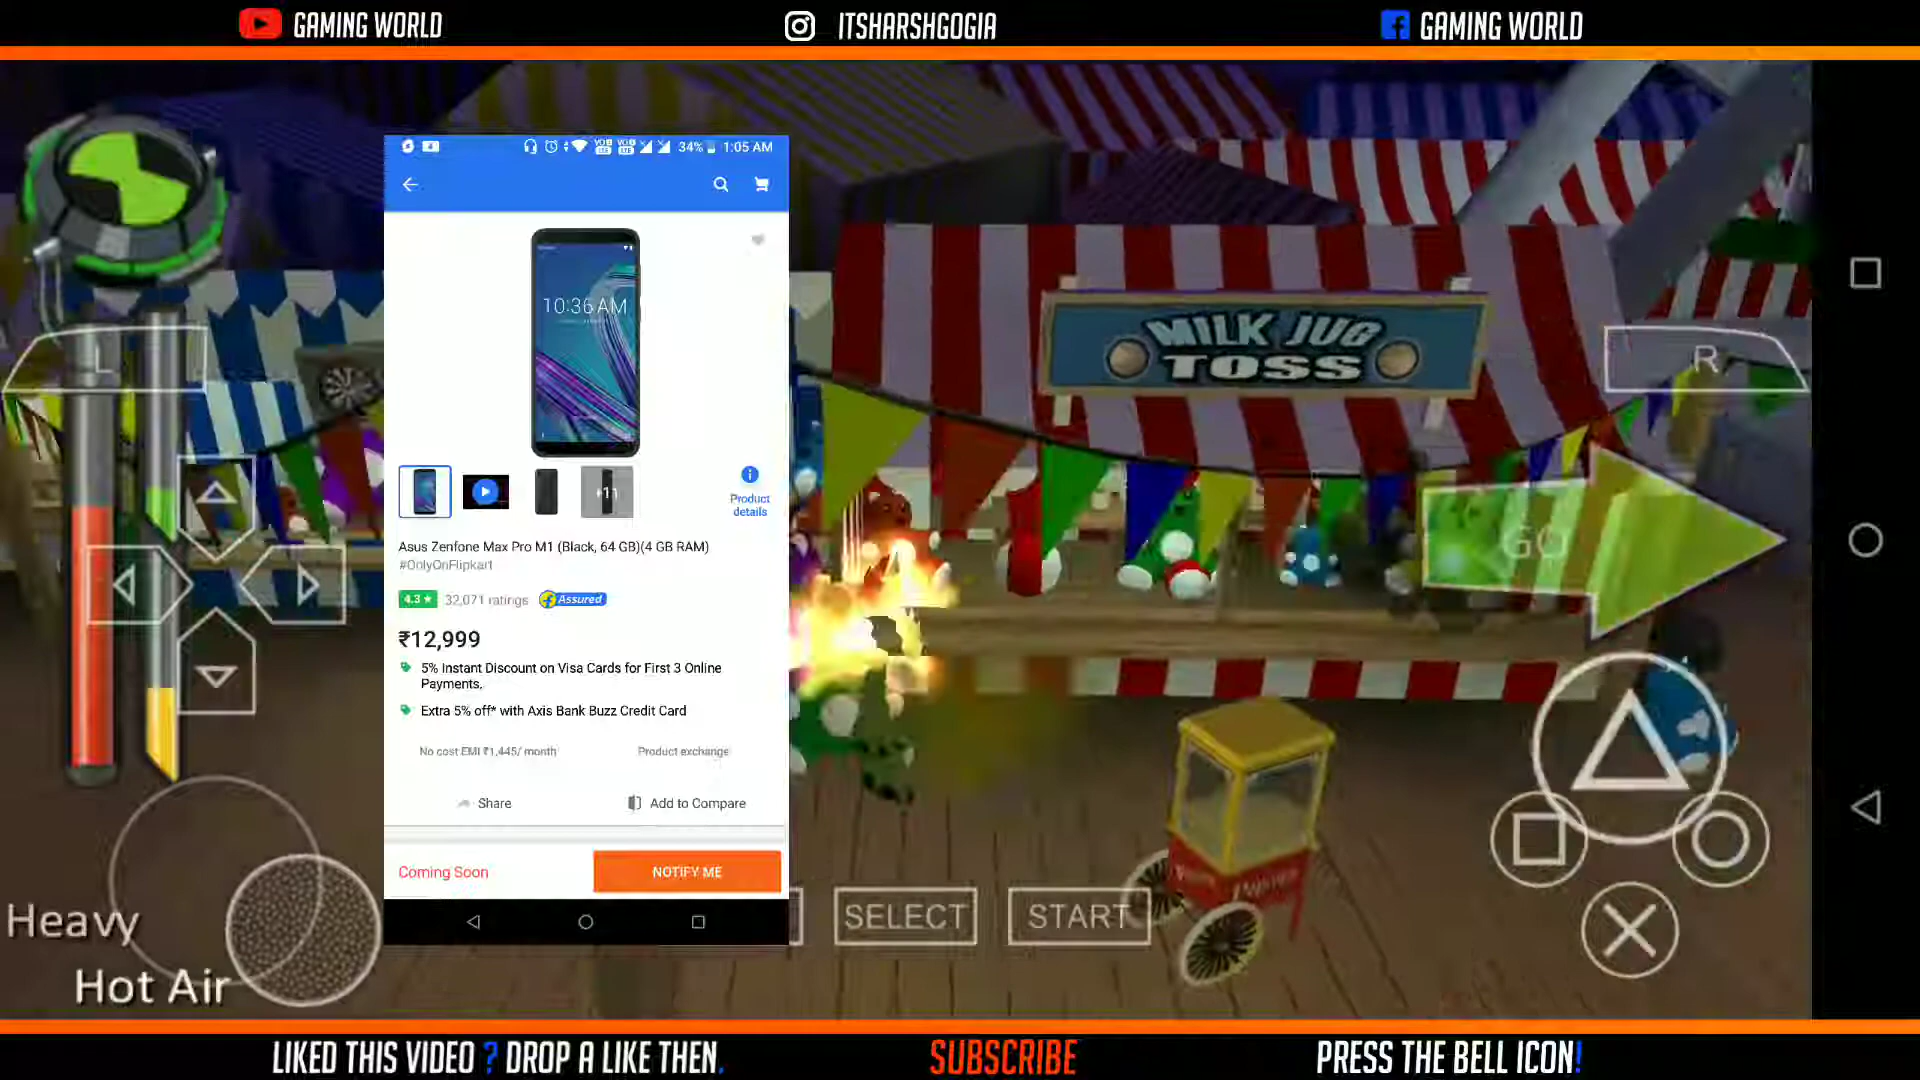 GAMING WORLD
ITSHARSHGOGIA
GAMING WORLD
34%
1:05 AM
10:36 AM
MILK JUG
TOSS
L
R
+11
Product
details
GO
Asus Zenfone Max Pro M1 (Black, 64 GB)(4 GB RAM)
#OnlyOnFlipkart
4.3 ★
32,071 ratings
Assured
₹12,999
5% Instant Discount on Visa Cards for First 3 Online
Payments,
Extra 5% off* with Axis Bank Buzz Credit Card
No cost EMI ₹1,445/ month
Product exchange
Share
Add to Compare
Coming Soon
NOTIFY ME
SELECT
START
Heavy
Hot Air
LIKED THIS VIDEO ? DROP A LIKE THEN.
SUBSCRIBE
PRESS THE BELL ICON!